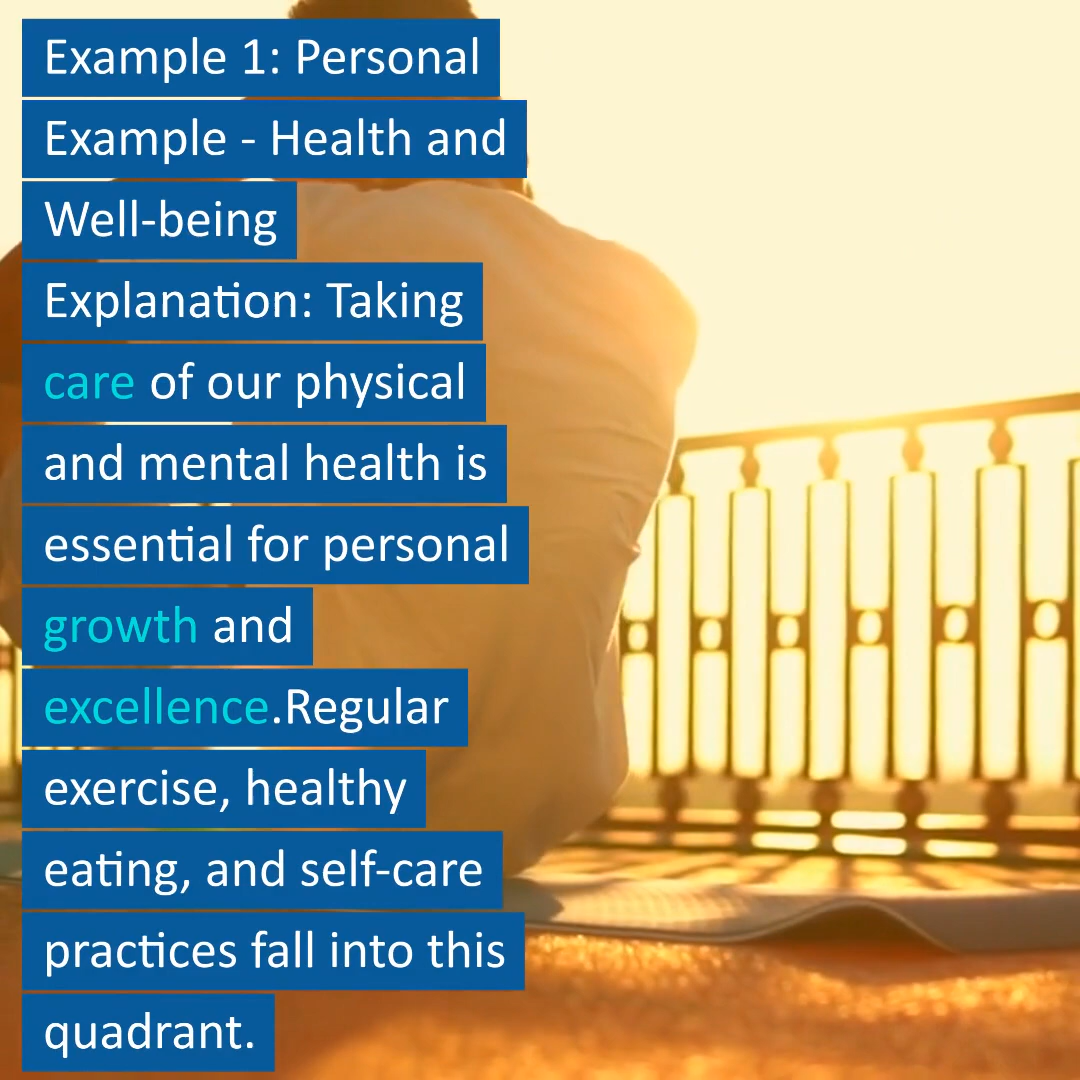 Example 1: Personal
Example - Health and
Well-being
Explanation: Taking
care of our physical
and mental health is
essential for personal
growth and
excellence.Regular
exercise, healthy
eating, and self-care
practices fall into this
quadrant.